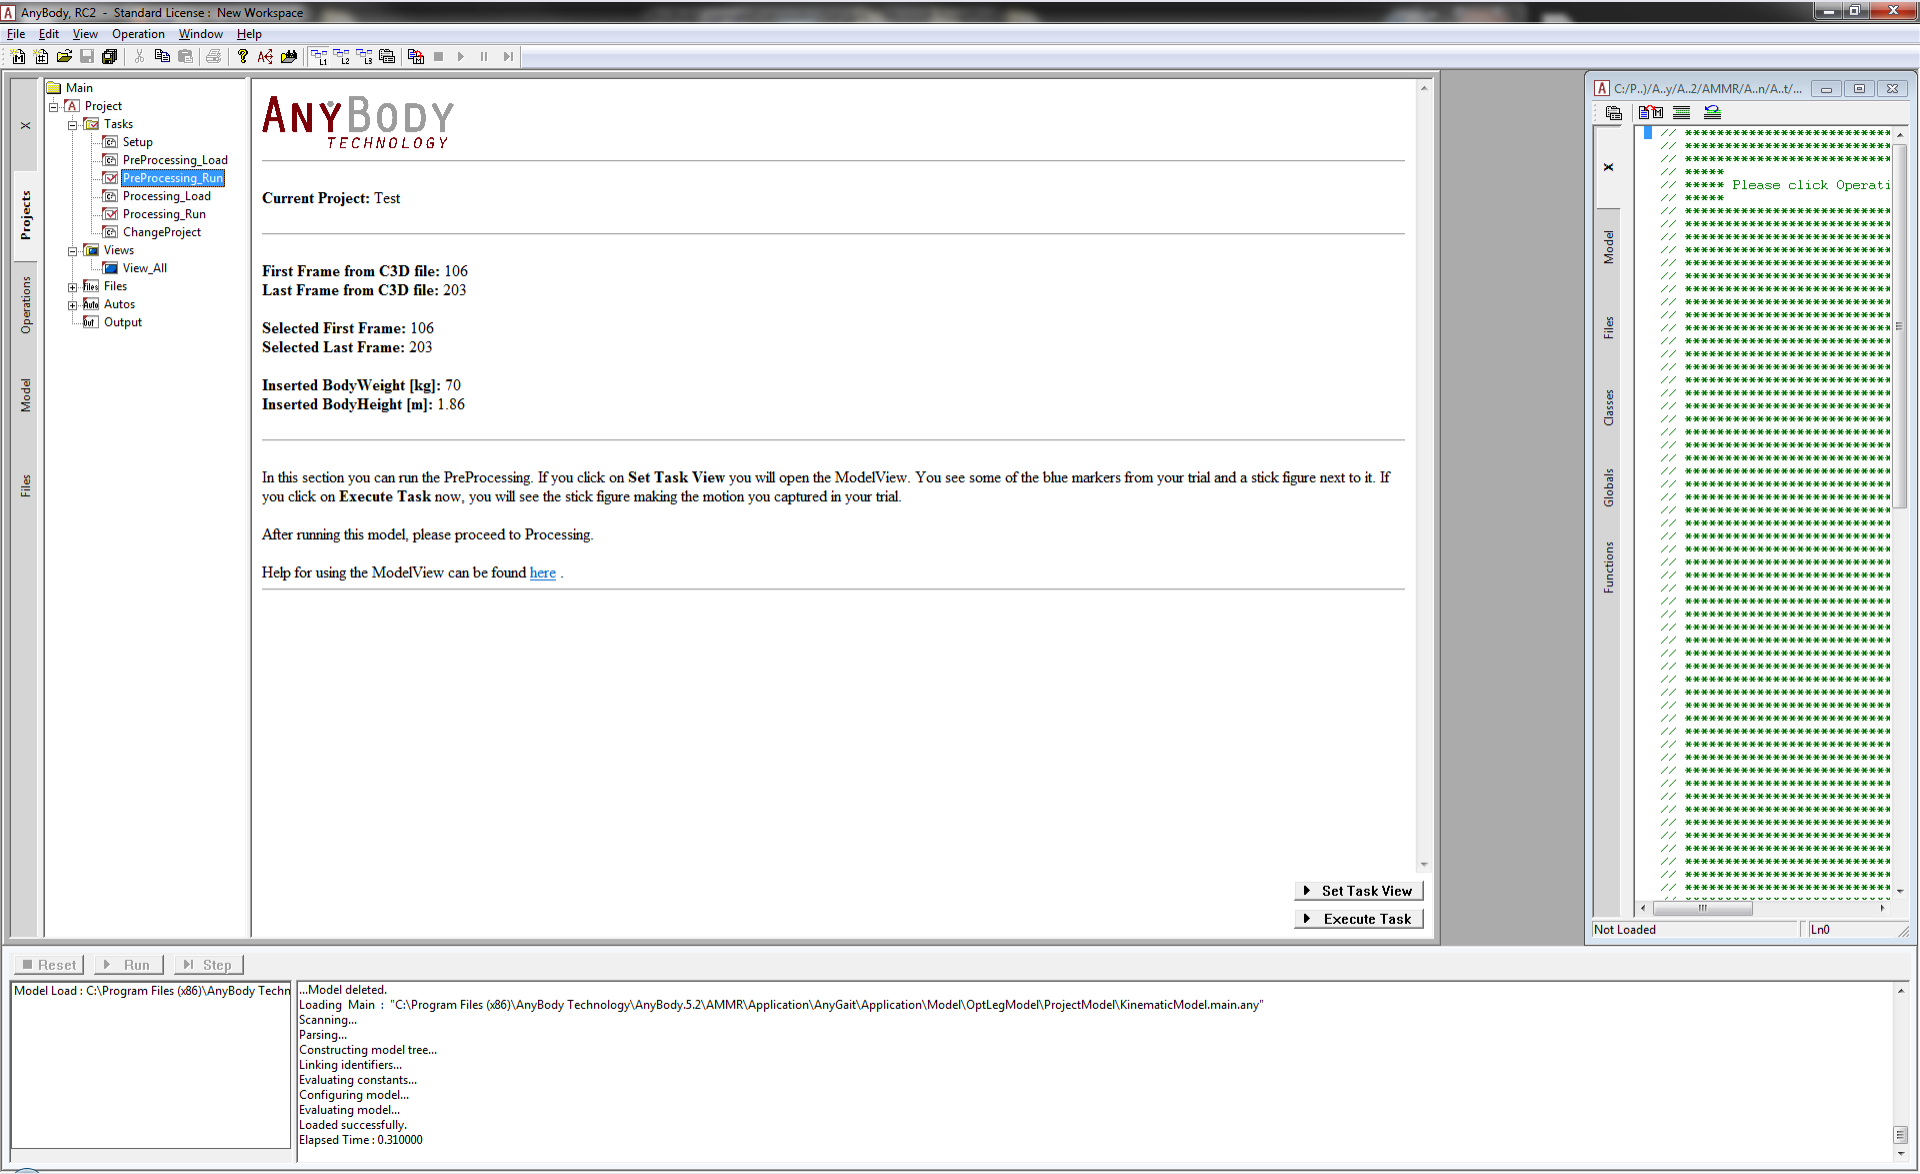 AnyBody, RC2 - Standard License : New Workspace
File Edit View Operation Window Help
X
Projects
Operations
Model
Files
Main
Project
Tasks
Setup
PreProcessing_Load
PreProcessing_Run
Processing_Load
Processing_Run
ChangeProject
Views
View_All
Files
Autos
Output
ANYBODY
TECHNOLOGY
Current Project: Test
First Frame from C3D file: 106
Last Frame from C3D file: 203
Selected First Frame: 106
Selected Last Frame: 203
Inserted BodyWeight [kg]: 70
Inserted BodyHeight [m]: 1.86
In this section you can run the PreProcessing. If you click on Set Task View you will open the ModelView. You see some of the blue markers from your trial and a stick figure next to it. If
you click on Execute Task now, you will see the stick figure making the motion you captured in your trial.
After running this model, please proceed to Processing.
Help for using the ModelView can be found here .
Set Task View
Execute Task
C:/P..)/A..y/A..2/AMMR/A..n/A..t/...
X
Model
Files
Classes
Globals
Functions
// ***** Please click Operati
Not Loaded
Ln0
Reset
Run
Step
Model Load : C:\Program Files (x86)\AnyBody Techn
...Model deleted.
Loading Main : "C:\Program Files (x86)\AnyBody Technology\AnyBody.5.2\AMMR\Application\AnyGait\Application\Model\OptLegModel\ProjectModel\KinematicModel.main.any"
Scanning...
Parsing...
Constructing model tree...
Linking identifiers...
Evaluating constants...
Configuring model...
Evaluating model...
Loaded successfully.
Elapsed Time : 0.310000